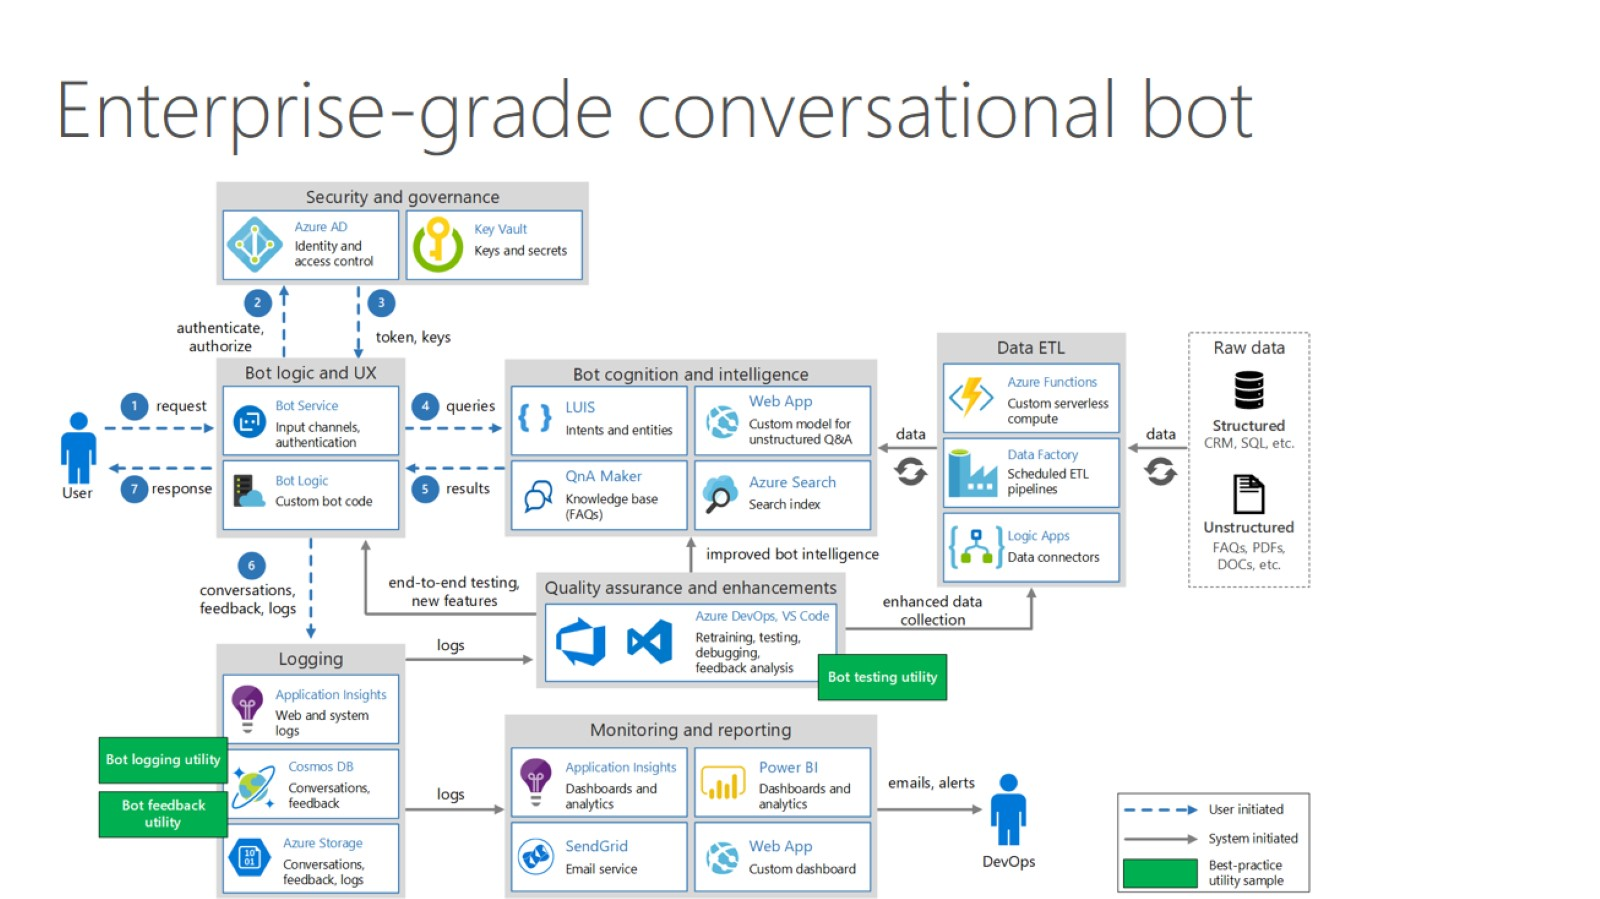 Enterprise-grade conversational bot
Security and governance
Azure AD
Identity and
access control
Key Vault
Keys and secrets
2
authenticate,
authorize
3
token, keys
Bot logic and UX
Bot Service
Input channels,
authentication
Bot Logic
Custom bot code
1 request
User
7 response
4 queries
5 results
Bot cognition and intelligence
LUIS
Intents and entities
Web App
Custom model for
unstructured Q&A
QnA Maker
Knowledge base
(FAQs)
Azure Search
Search index
data
Data ETL
Azure Functions
Custom serverless
compute
Data Factory
Scheduled ETL
pipelines
Logic Apps
Data connectors
data
Raw data
Structured
CRM, SQL, etc.
Unstructured
FAQs, PDFs,
DOCs, etc.
6
conversations,
feedback, logs
end-to-end testing,
new features
improved bot intelligence
Quality assurance and enhancements
Azure DevOps, VS Code
Retraining, testing,
debugging,
feedback analysis
Bot testing utility
enhanced data
collection
logs
Logging
Application Insights
Web and system
logs
Cosmos DB
Conversations,
feedback
Azure Storage
10
01
Conversations,
feedback, logs
Bot logging utility
Bot feedback
utility
logs
Monitoring and reporting
Application Insights
Dashboards and
analytics
Power BI
Dashboards and
analytics
SendGrid
Email service
Web App
Custom dashboard
emails, alerts
DevOps
User initiated
System initiated
Best-practice
utility sample